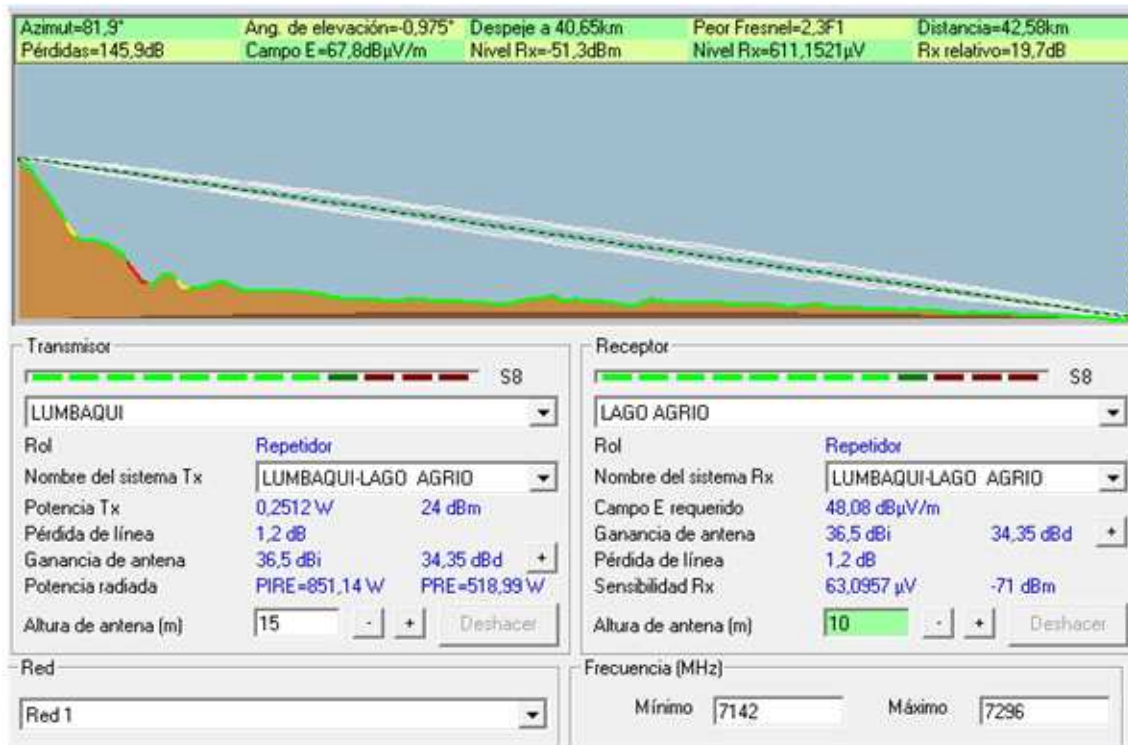 Azimut=81,9° Ang. de elevación=-0,975° Despeje a 40,65km Peor Fresnel=2,3F1 Distancia=42,58km
Pérdidas=145,9dB Campo E=67,8dBµV/m Nivel Rx=-51,3dBm Nivel Rx=611,1521µV Rx relativo=19,7dB
Transmisor
S8
LUMBAQUI
Rol Repetidor
Nombre del sistema Tx LUMBAQUI-LAGO AGRIO
Potencia Tx 0,2512 W 24 dBm
Pérdida de línea 1,2 dB
Ganancia de antena 36,5 dBi 34,35 dBd +
Potencia radiada PIRE=851,14 W PRE=518,99 W
Altura de antena (m) 15 - + Deshacer
Receptor
S8
LAGO AGRIO
Rol Repetidor
Nombre del sistema Rx LUMBAQUI-LAGO AGRIO
Campo E requerido 48,08 dBµV/m
Ganancia de antena 36,5 dBi 34,35 dBd +
Pérdida de línea 1,2 dB
Sensibilidad Rx 63,0957 µV -71 dBm
Altura de antena (m) 10 - + Deshacer
Red
Red 1
Frecuencia (MHz)
Mínimo 7142 Máximo 7296